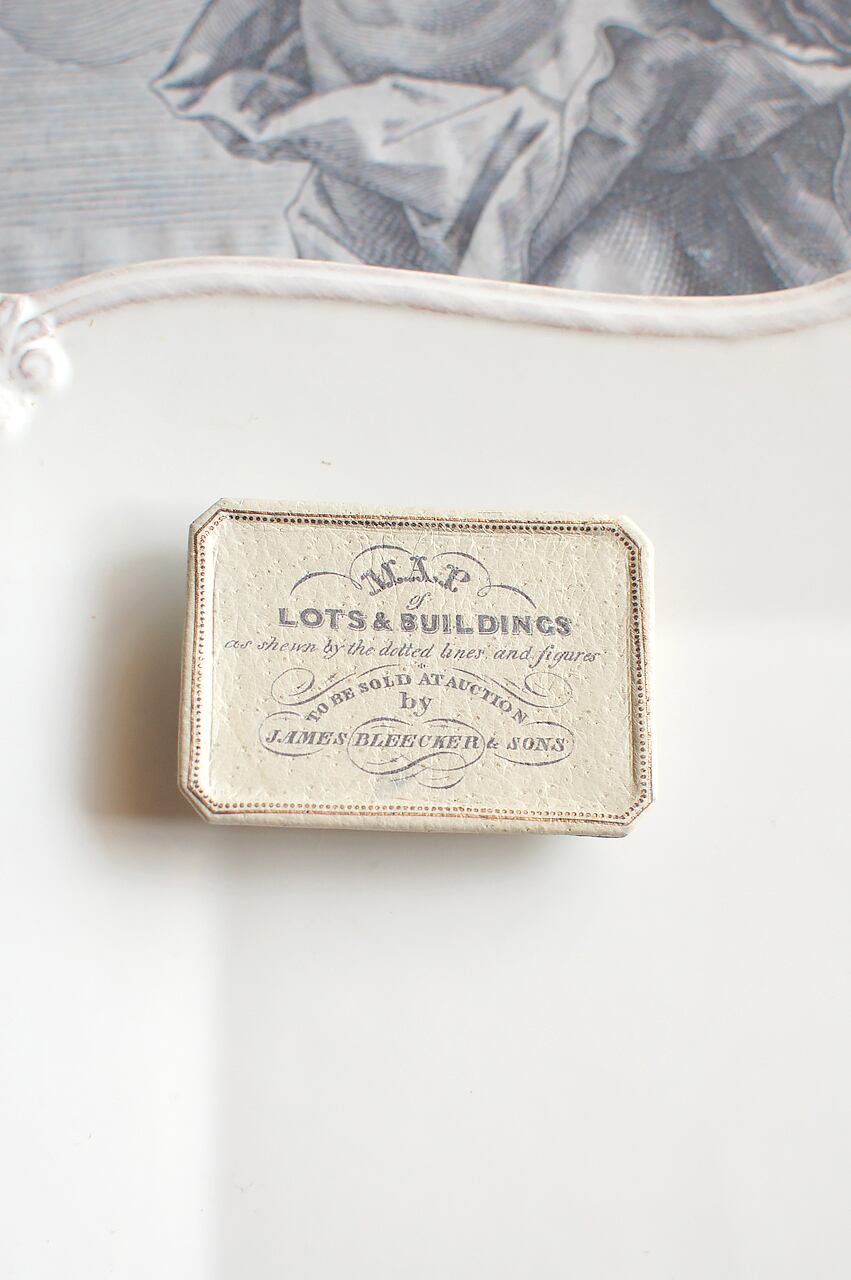 MAP
of
LOTS & BUILDINGS
as shewn by the dotted lines and figures
TO BE SOLD AT AUCTION
by
JAMES BLEECKER & SONS